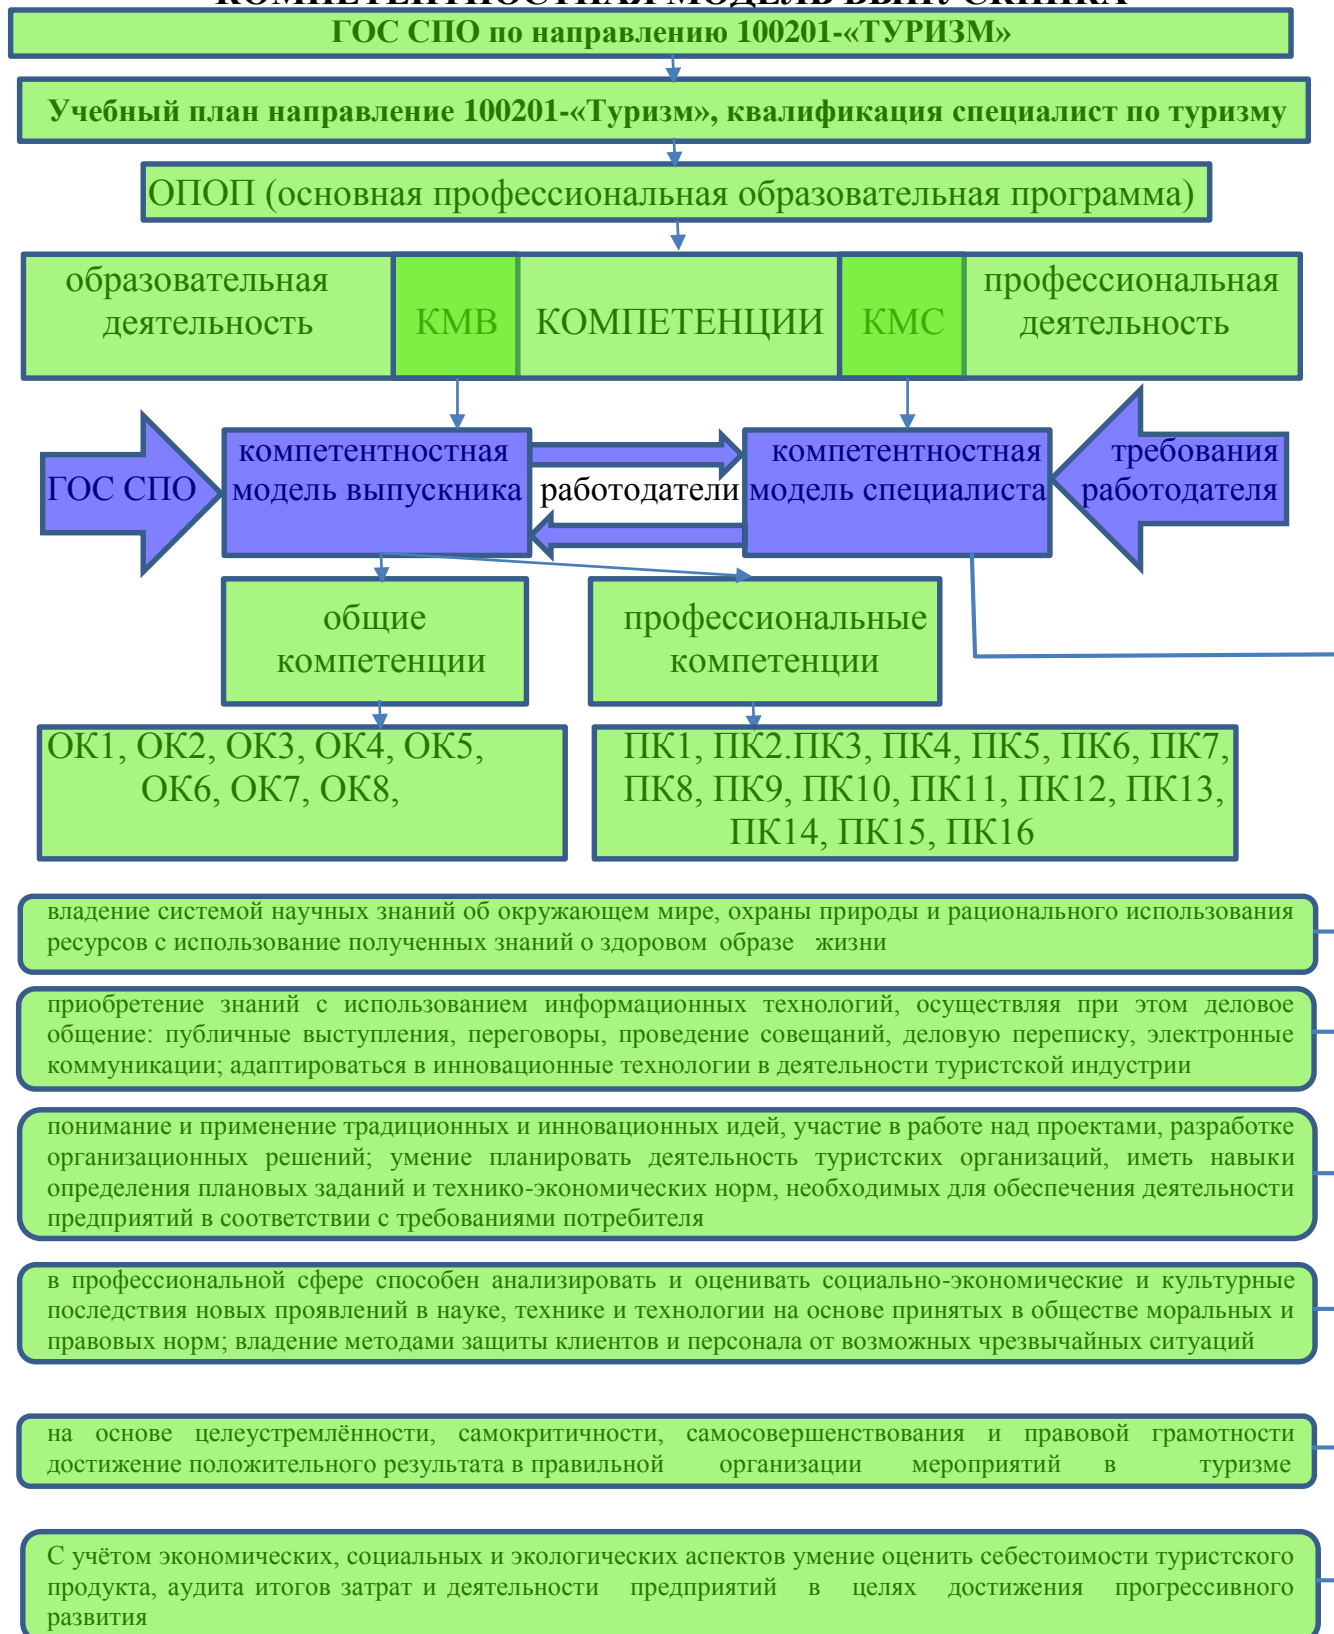 КОМПЕТЕНТНОСТНАЯ МОДЕЛЬ ВЫПУСКНИКА
ГОС СПО по направлению 100201-«ТУРИЗМ»
Учебный план направление 100201-«Туризм», квалификация специалист по туризму
ОПОП (основная профессиональная образовательная программа)
образовательная
деятельность
КМВ
КОМПЕТЕНЦИИ
КМС
профессиональная
деятельность
ГОС СПО
компетентностная
модель выпускника
работодатели
компетентностная
модель специалиста
требования
работодателя
общие
компетенции
профессиональные
компетенции
ОК1, ОК2, ОК3, ОК4, ОК5,
ОК6, ОК7, ОК8,
ПК1, ПК2.ПК3, ПК4, ПК5, ПК6, ПК7,
ПК8, ПК9, ПК10, ПК11, ПК12, ПК13,
ПК14, ПК15, ПК16
владение системой научных знаний об окружающем мире, охраны природы и рационального использования
ресурсов с использование полученных знаний о здоровом образе жизни
приобретение знаний с использованием информационных технологий, осуществляя при этом деловое
общение: публичные выступления, переговоры, проведение совещаний, деловую переписку, электронные
коммуникации; адаптироваться в инновационные технологии в деятельности туристской индустрии
понимание и применение традиционных и инновационных идей, участие в работе над проектами, разработке
организационных решений; умение планировать деятельность туристских организаций, иметь навыки
определения плановых заданий и технико-экономических норм, необходимых для обеспечения деятельности
предприятий в соответствии с требованиями потребителя
в профессиональной сфере способен анализировать и оценивать социально-экономические и культурные
последствия новых проявлений в науке, технике и технологии на основе принятых в обществе моральных и
правовых норм; владение методами защиты клиентов и персонала от возможных чрезвычайных ситуаций
на основе целеустремлённости, самокритичности, самосовершенствования и правовой грамотности
достижение положительного результата в правильной организации мероприятий в туризме
С учётом экономических, социальных и экологических аспектов умение оценить себестоимости туристского
продукта, аудита итогов затрат и деятельности предприятий в целях достижения прогрессивного
развития